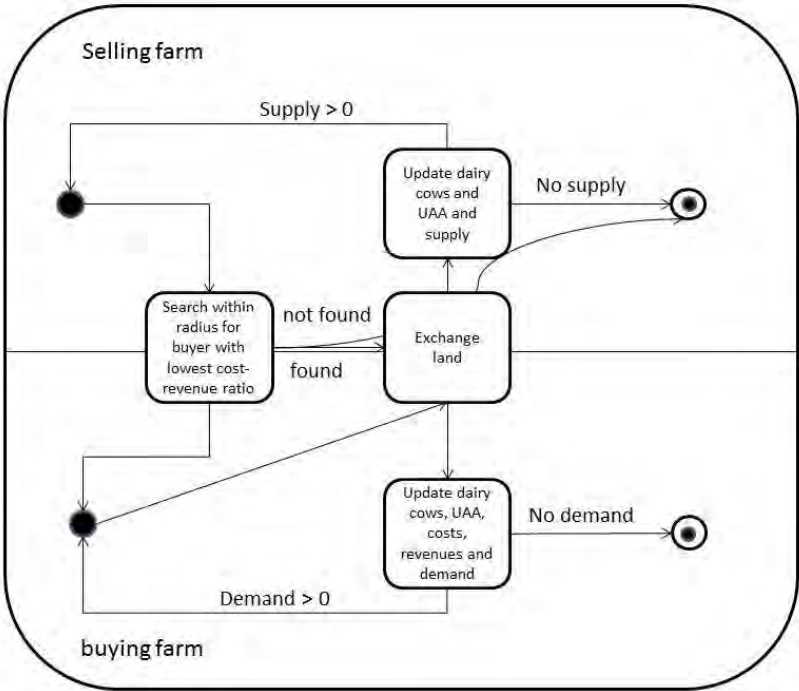 Selling farm
Supply > 0
Update dairy
cows and
UAA and
supply
No supply
Search within
radius for
buyer with
lowest cost-
revenue ratio
not found
found
Exchange
land
Update dairy
cows, UAA,
costs,
revenues and
demand
No demand
Demand > 0
buying farm